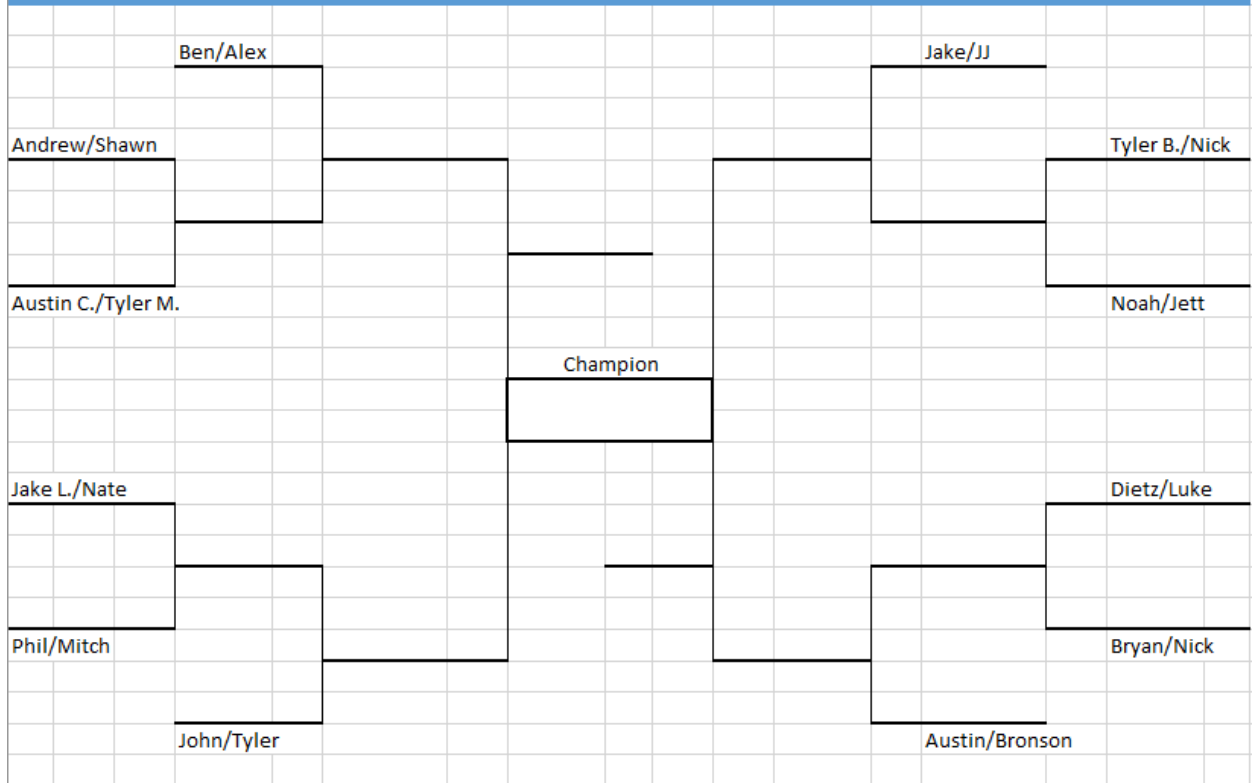 Ben/Alex
Jake/JJ
Andrew/Shawn
Tyler B./Nick
Austin C./Tyler M.
Noah/Jett
Champion
Jake L./Nate
Dietz/Luke
Phil/Mitch
Bryan/Nick
John/Tyler
Austin/Bronson